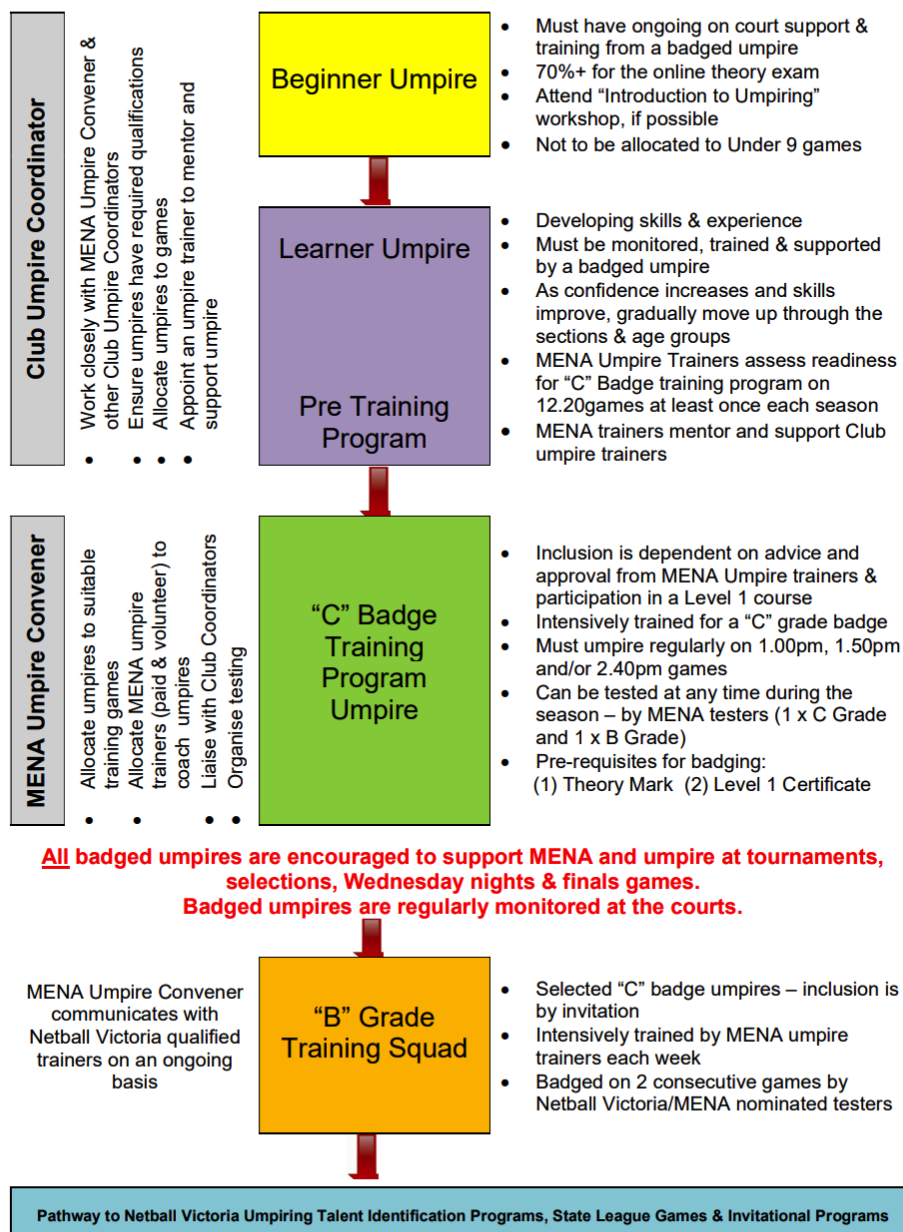 Club Umpire Coordinator
• Work closely with MENA Umpire Convener &
other Club Umpire Coordinators
• Ensure umpires have required qualifications
• Allocate umpires to games
• Appoint an umpire trainer to mentor and
support umpire
Beginner Umpire
• Must have ongoing on court support &
training from a badged umpire
• 70%+ for the online theory exam
• Attend “Introduction to Umpiring”
workshop, if possible
• Not to be allocated to Under 9 games
Learner Umpire
Pre Training
Program
• Developing skills & experience
• Must be monitored, trained & supported
by a badged umpire
• As confidence increases and skills
improve, gradually move up through the
sections & age groups
• MENA Umpire Trainers assess readiness
for “C” Badge training program on
12.20games at least once each season
• MENA trainers mentor and support Club
umpire trainers
MENA Umpire Convener
• Allocate umpires to suitable
training games
• Allocate MENA umpire
trainers (paid & volunteer) to
coach umpires
• Liaise with Club Coordinators
• Organise testing
“C” Badge
Training
Program
Umpire
• Inclusion is dependent on advice and
approval from MENA Umpire trainers &
participation in a Level 1 course
• Intensively trained for a “C” grade badge
• Must umpire regularly on 1.00pm, 1.50pm
and/or 2.40pm games
• Can be tested at any time during the
season – by MENA testers (1 x C Grade
and 1 x B Grade)
• Pre-requisites for badging:
(1) Theory Mark (2) Level 1 Certificate
All badged umpires are encouraged to support MENA and umpire at tournaments,
selections, Wednesday nights & finals games.
Badged umpires are regularly monitored at the courts.
MENA Umpire Convener
communicates with
Netball Victoria qualified
trainers on an ongoing
basis
“B” Grade
Training Squad
• Selected “C” badge umpires – inclusion is
by invitation
• Intensively trained by MENA umpire
trainers each week
• Badged on 2 consecutive games by
Netball Victoria/MENA nominated testers
Pathway to Netball Victoria Umpiring Talent Identification Programs, State League Games & Invitational Programs